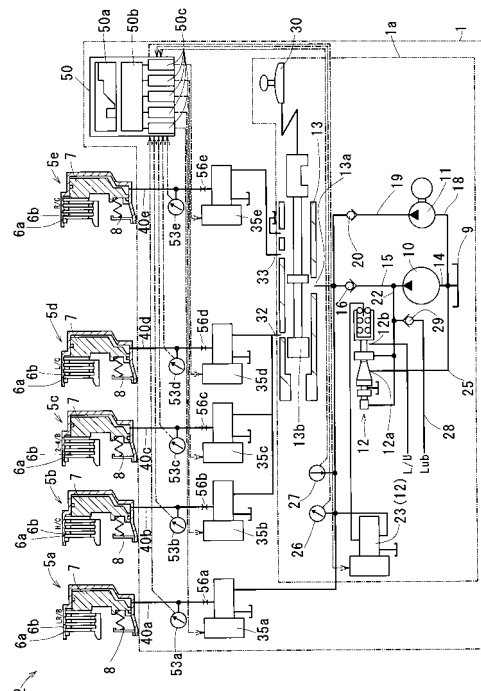 50
50a
50b
50c
1a
1
30
5e
7
6a
6b
R/C
8
40e
53e
56e
35e
33
13
13a
20
19
11
18
5d
7
6a
6b
L/C
8
40d
53d
56d
35d
32
16
15
10
14
9
22
5c
7
6a
6b
8
40c
53c
56c
35c
13b
12b
29
25
5b
7
6a
6b
8
40b
53b
56b
35b
12
12a
28
L/U
Lub
27
26
23(12)
5a
7
6a
6b
LR/B
8
40a
53a
56a
35a